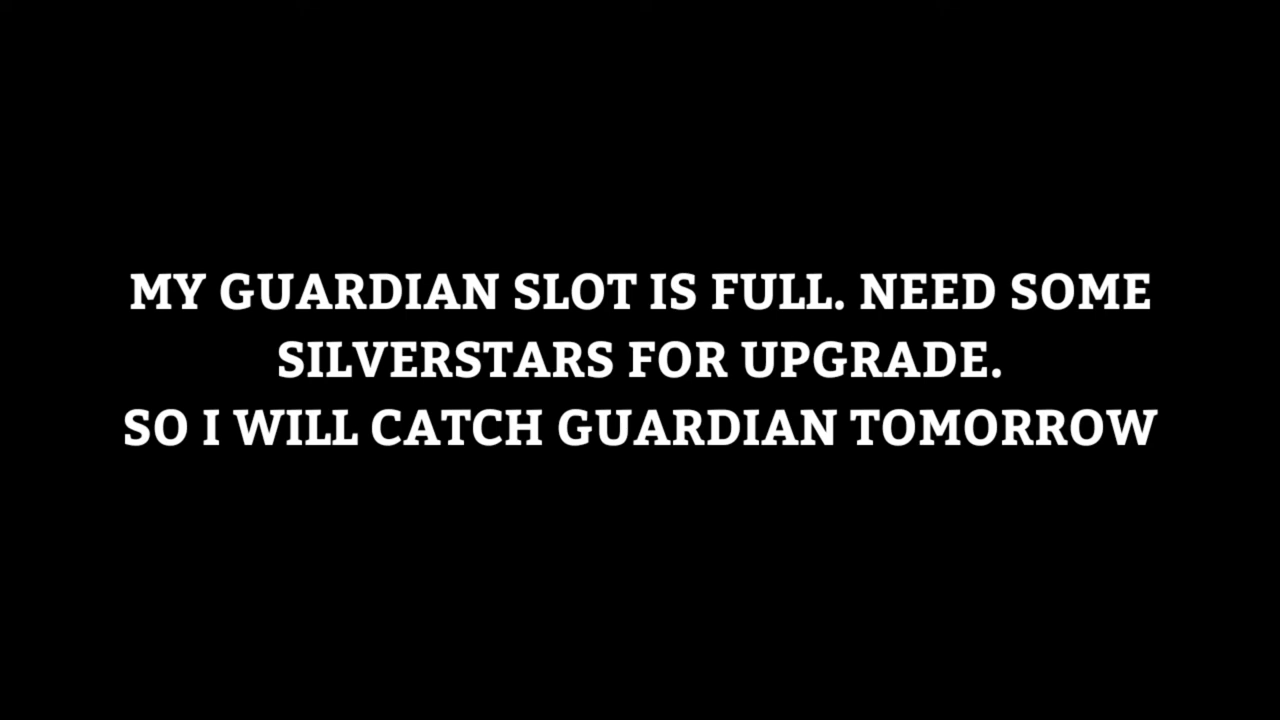 MY GUARDIAN SLOT IS FULL. NEED SOME
SILVERSTARS FOR UPGRADE.
SO I WILL CATCH GUARDIAN TOMORROW